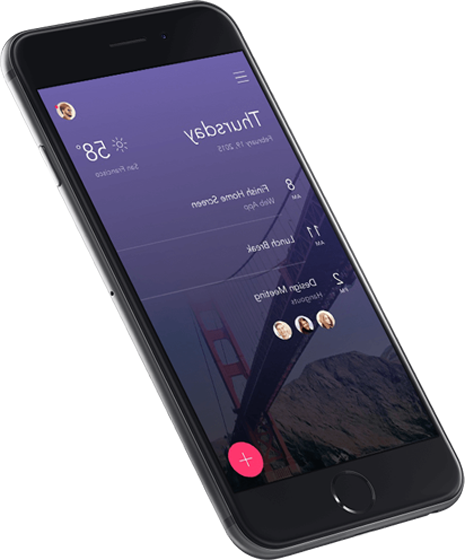 Thursday
February 19, 2015
58°
San Francisco
8 AM
Finish Home Screen
Web App
11 AM
Lunch Break
2 PM
Design Meeting
Hangouts